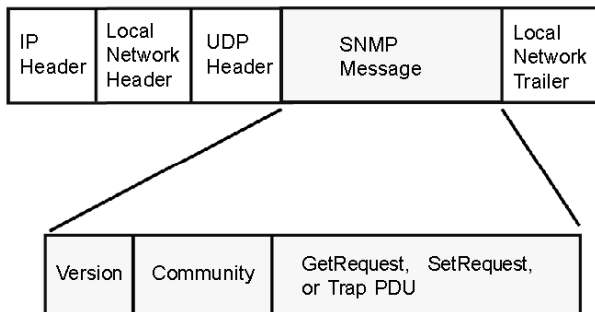 IP
Header
Local
Network
Header
UDP
Header
SNMP
Message
Local
Network
Trailer
Version
Community
GetRequest, SetRequest,
or Trap PDU